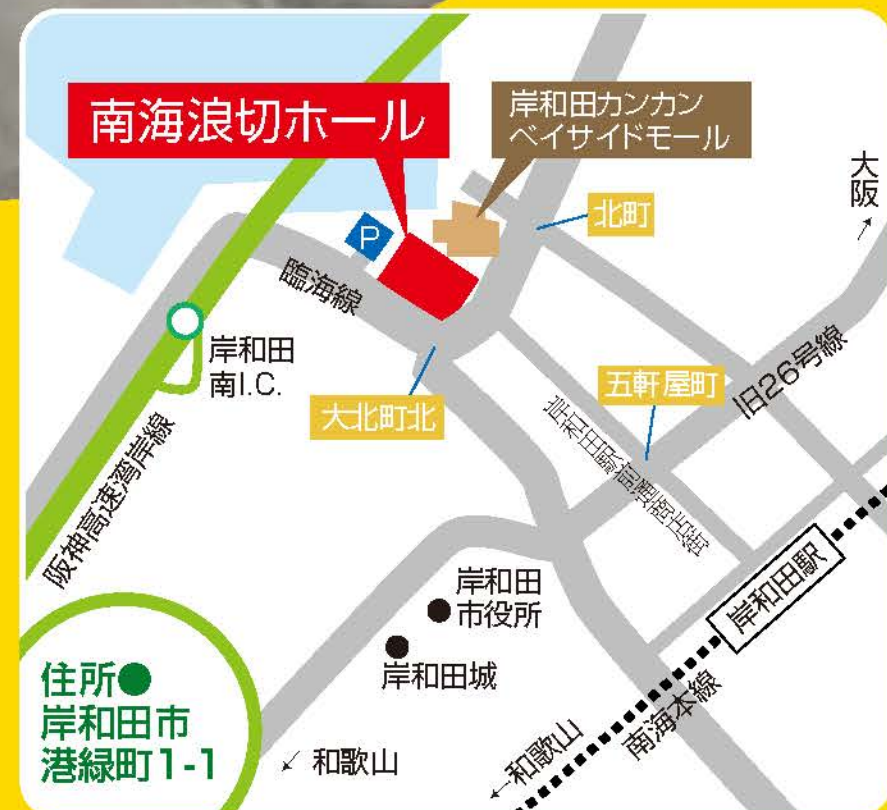 南海浪切ホール
岸和田カンカン
ベイサイドモール
大阪
北町
P
臨海線
岸和田
南I.C.
五軒屋町
旧26号線
大北町北
岸和田駅前通商店街
阪神高速湾岸線
岸和田
市役所
岸和田駅
岸和田城
住所●
岸和田市
港緑町1-1
和歌山
和歌山
南海本線